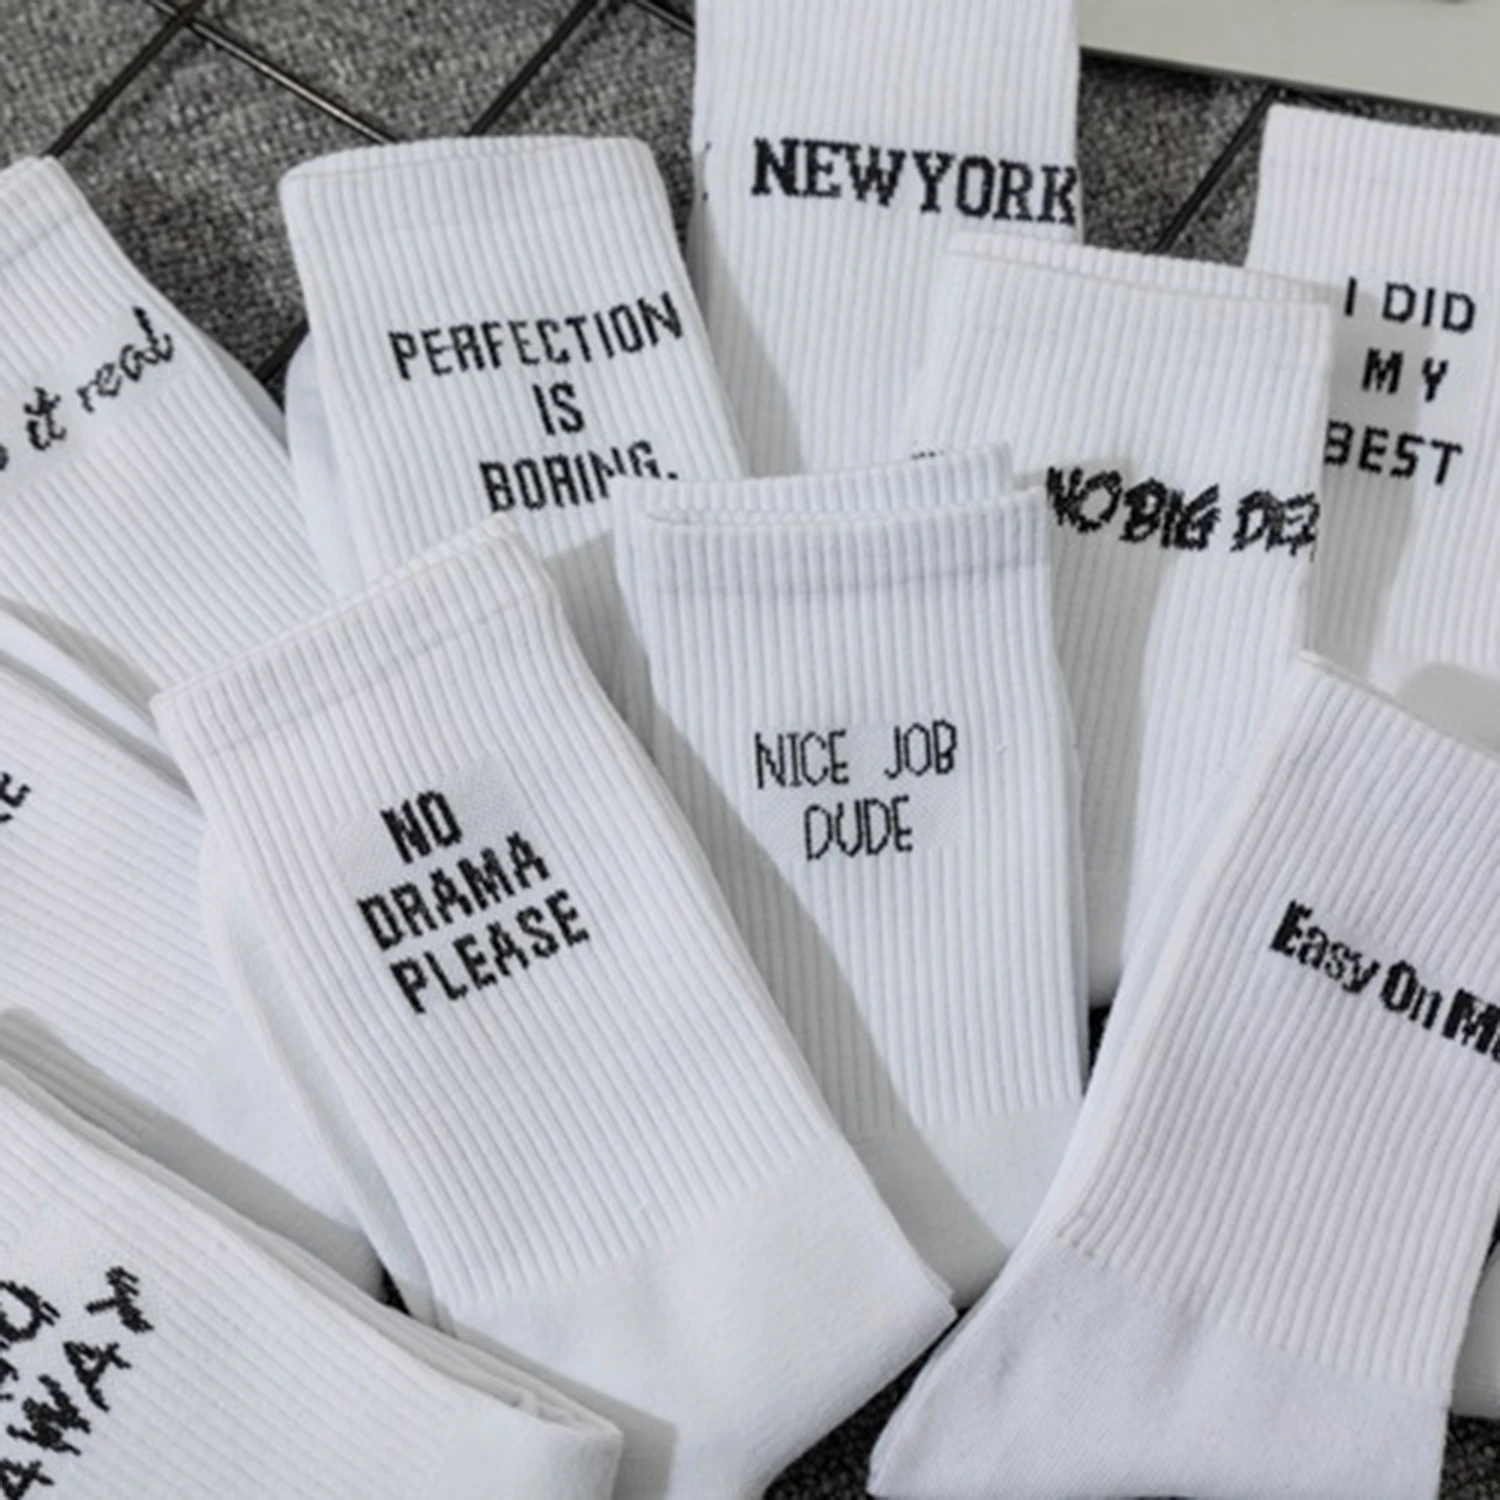 NEWYORK
it real
PERFECTION
IS
BORING.
I DID
MY
BEST
NO BIG
NICE JOB
DUDE
NO
DRAMA
PLEASE
Easy On